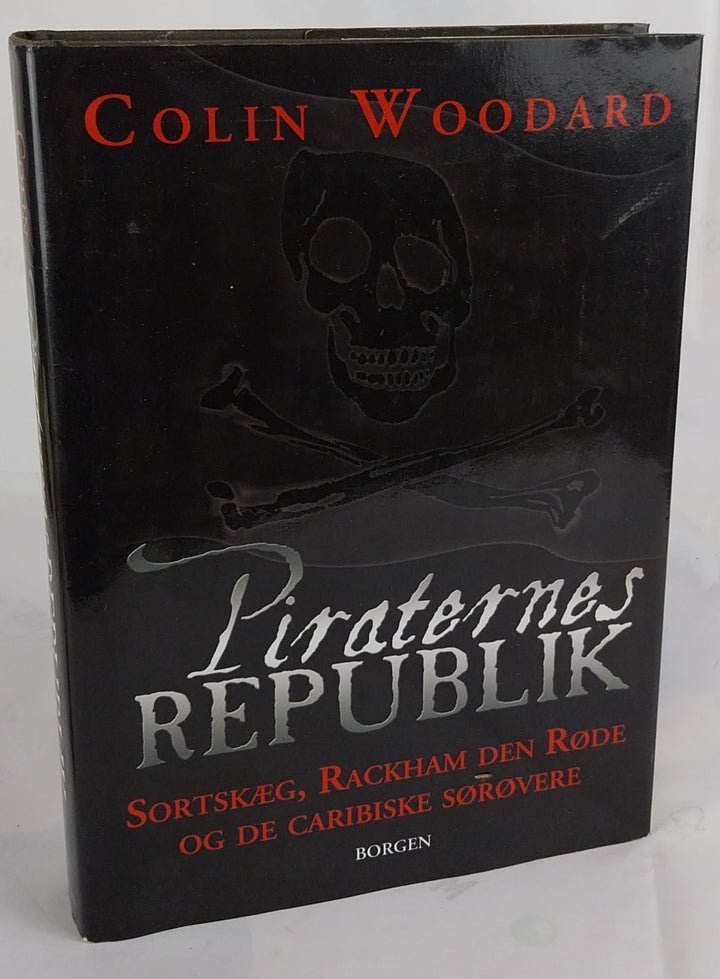 COLIN WOODARD
Piraternes
REPUBLIK
SORTSKÆG, RACKHAM DEN RØDE
OG DE CARIBISKE SØRØVERE
BORGEN